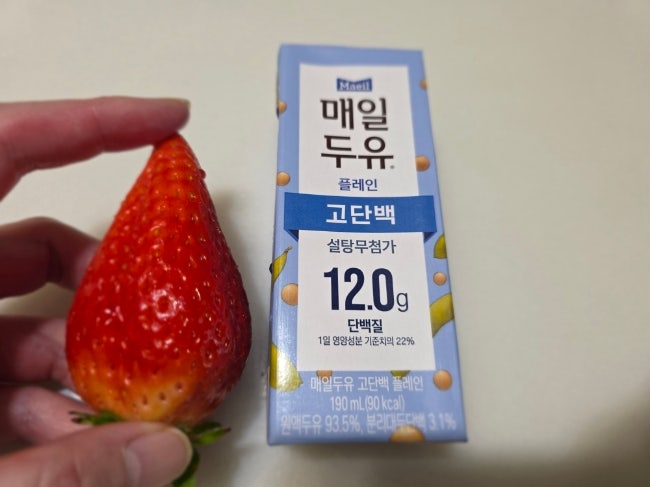 Maeil
매일
두유
플레인
고단백
설탕무첨가
12.0g
단백질
1일 영양성분 기준치의 22%
매일두유 고단백 플레인
190 mL(90 kcal)
원액두유 93.5%, 분리대두단백 3.1%